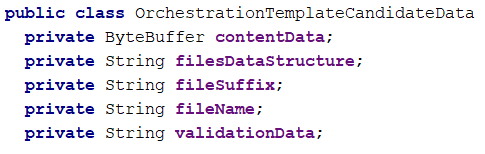 public class OrchestrationTemplateCandidateData
private ByteBuffer contentData;
private String filesDataStructure;
private String fileSuffix;
private String fileName;
private String validationData;